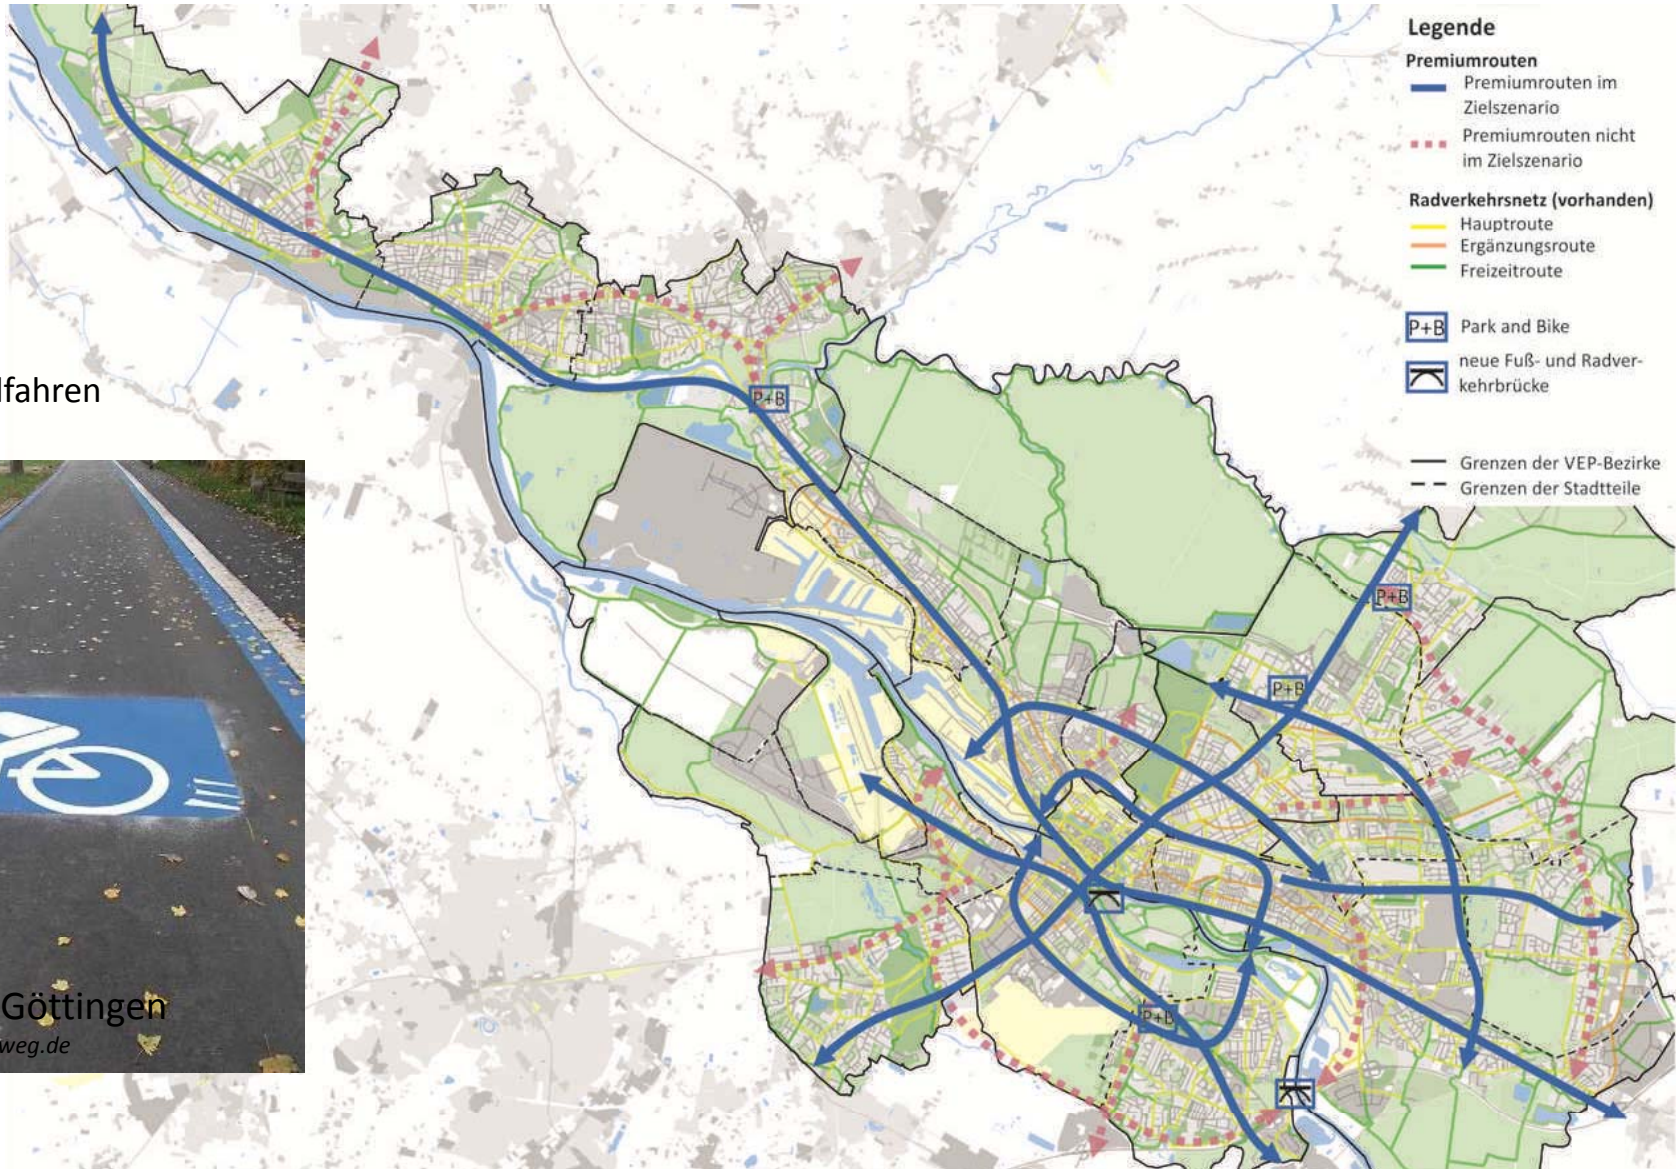 Legende
Premiumrouten
Premiumrouten im
Zielszenario
Premiumrouten nicht
im Zielszenario
Radverkehrsnetz (vorhanden)
Hauptroute
Ergänzungsroute
Freizeitroute
P+B Park and Bike
neue Fuß- und Radver-
kehrbrücke
Grenzen der VEP-Bezirke
Grenzen der Stadtteile
P+B
P+B
P+B
P+B
lfahren
Göttingen
weg.de